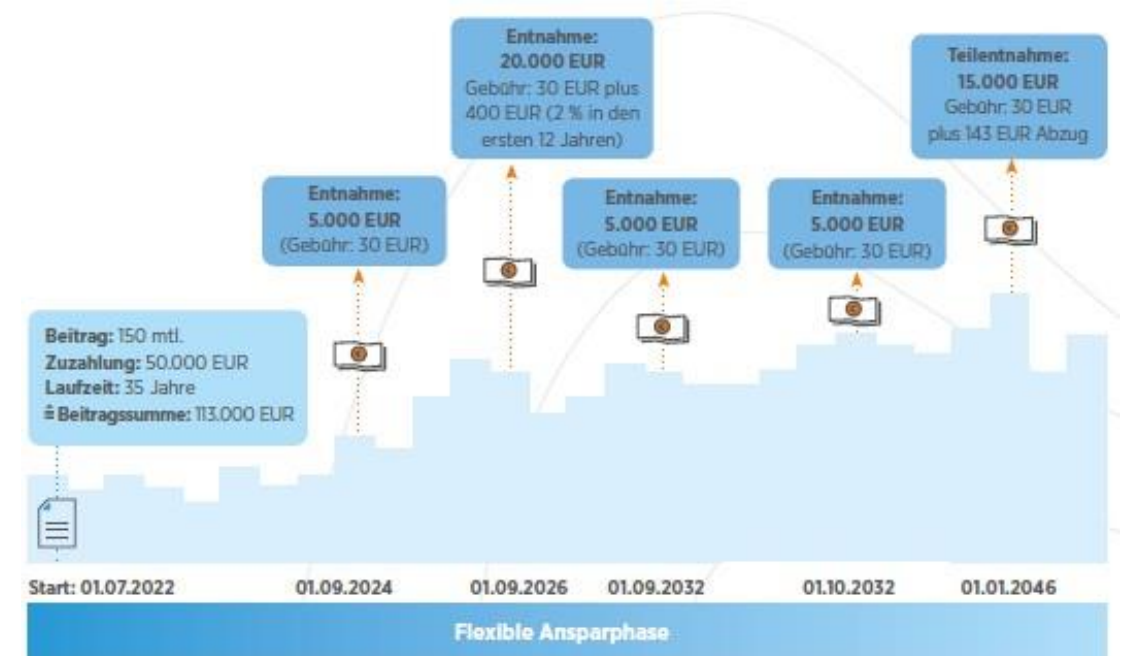 Entnahme:
20.000 EUR
Gebühr: 30 EUR plus
400 EUR (2 % in den
ersten 12 Jahren)
Teilentnahme:
15.000 EUR
Gebühr: 30 EUR
plus 143 EUR Abzug
Entnahme:
5.000 EUR
(Gebühr: 30 EUR)
Entnahme:
5.000 EUR
(Gebühr: 30 EUR)
Entnahme:
5.000 EUR
(Gebühr: 30 EUR)
Beitrag: 150 mtl.
Zuzahlung: 50.000 EUR
Laufzeit: 35 Jahre
≙ Beitragssumme: 113.000 EUR
Start: 01.07.2022
01.09.2024
01.09.2026
01.09.2032
01.10.2032
01.01.2046
Flexible Ansparphase